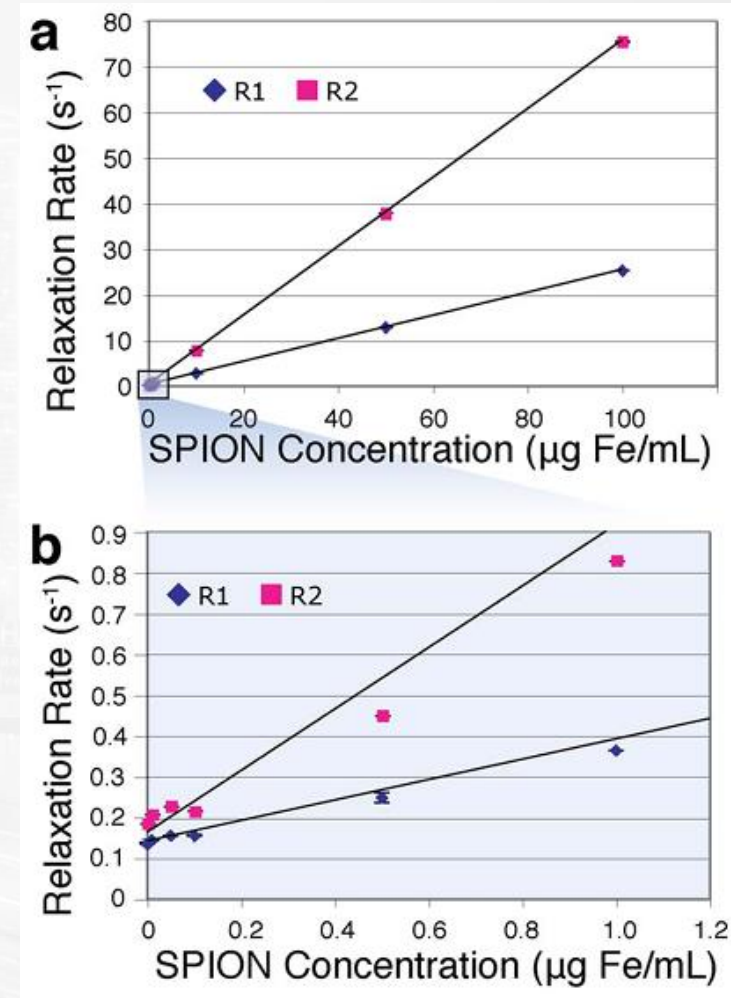 a
Relaxation Rate (s⁻¹)
80
70
60
50
40
30
20
10
0
R1 R2
0 20 40 60 80 100
SPION Concentration (µg Fe/mL)
b
Relaxation Rate (s⁻¹)
0.9
0.8
0.7
0.6
0.5
0.4
0.3
0.2
0.1
0
R1 R2
0 0.2 0.4 0.6 0.8 1.0 1.2
SPION Concentration (µg Fe/mL)